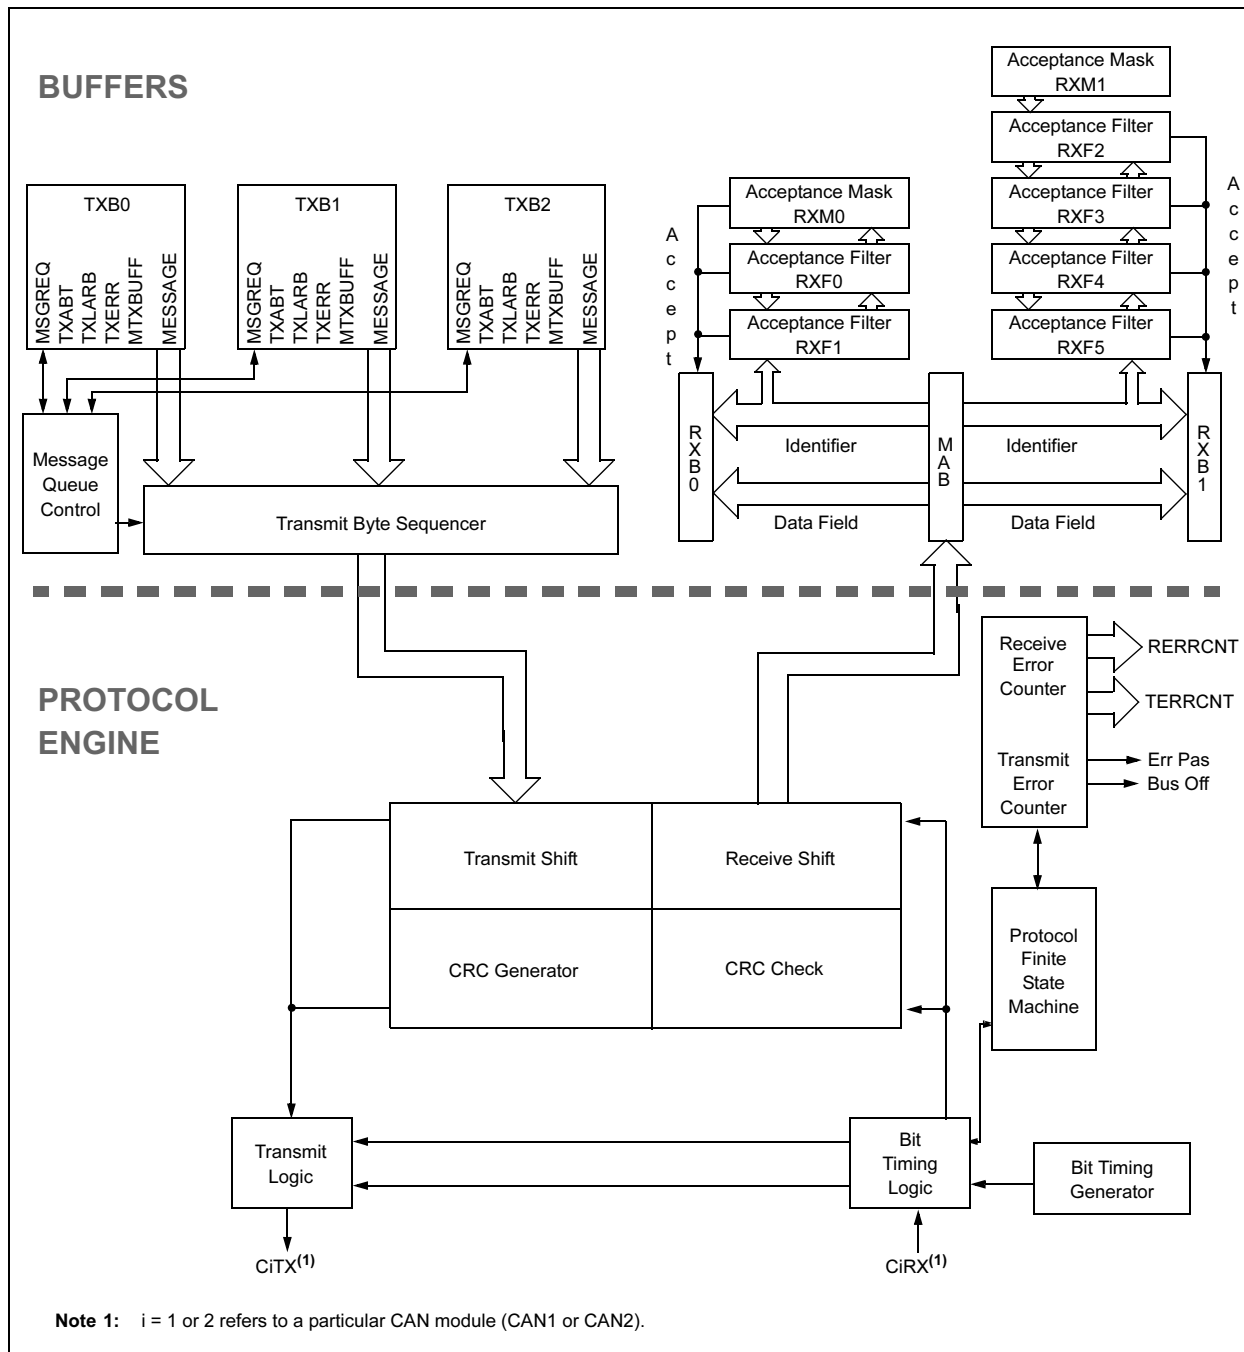 BUFFERS
Acceptance Mask
RXM1
Acceptance Filter
RXF2
Acceptance Filter
RXF3
Acceptance Filter
RXF4
Acceptance Filter
RXF5
Accept
Acceptance Mask
RXM0
Acceptance Filter
RXF0
Acceptance Filter
RXF1
Accept
TXB0
MSGREQ
TXABT
TXLARB
TXERR
MTXBUFF
MESSAGE
TXB1
MSGREQ
TXABT
TXLARB
TXERR
MTXBUFF
MESSAGE
TXB2
MSGREQ
TXABT
TXLARB
TXERR
MTXBUFF
MESSAGE
Message
Queue
Control
Transmit Byte Sequencer
RXB0
Identifier
Data Field
MAB
Identifier
Data Field
RXB1
PROTOCOL
ENGINE
Receive
Error
Counter
Transmit
Error
Counter
RERRCNT
TERRCNT
Err Pas
Bus Off
Transmit Shift
Receive Shift
CRC Generator
CRC Check
Protocol
Finite
State
Machine
Transmit
Logic
Bit
Timing
Logic
Bit Timing
Generator
CiTX(1)
CiRX(1)
Note 1: i = 1 or 2 refers to a particular CAN module (CAN1 or CAN2).